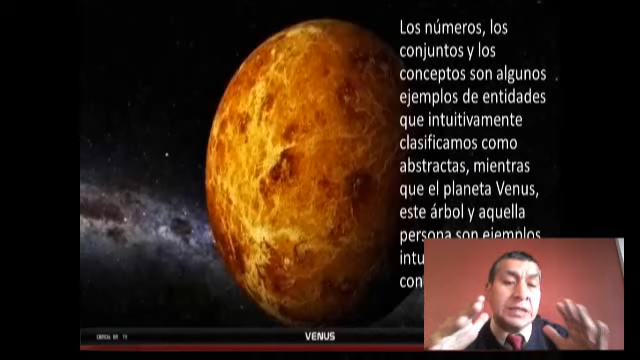 Los números, los
conjuntos y los
conceptos son algunos
ejemplos de entidades
que intuitivamente
clasificamos como
abstractas, mientras
que el planeta Venus,
este árbol y aquella
persona son ejemplos
VENUS